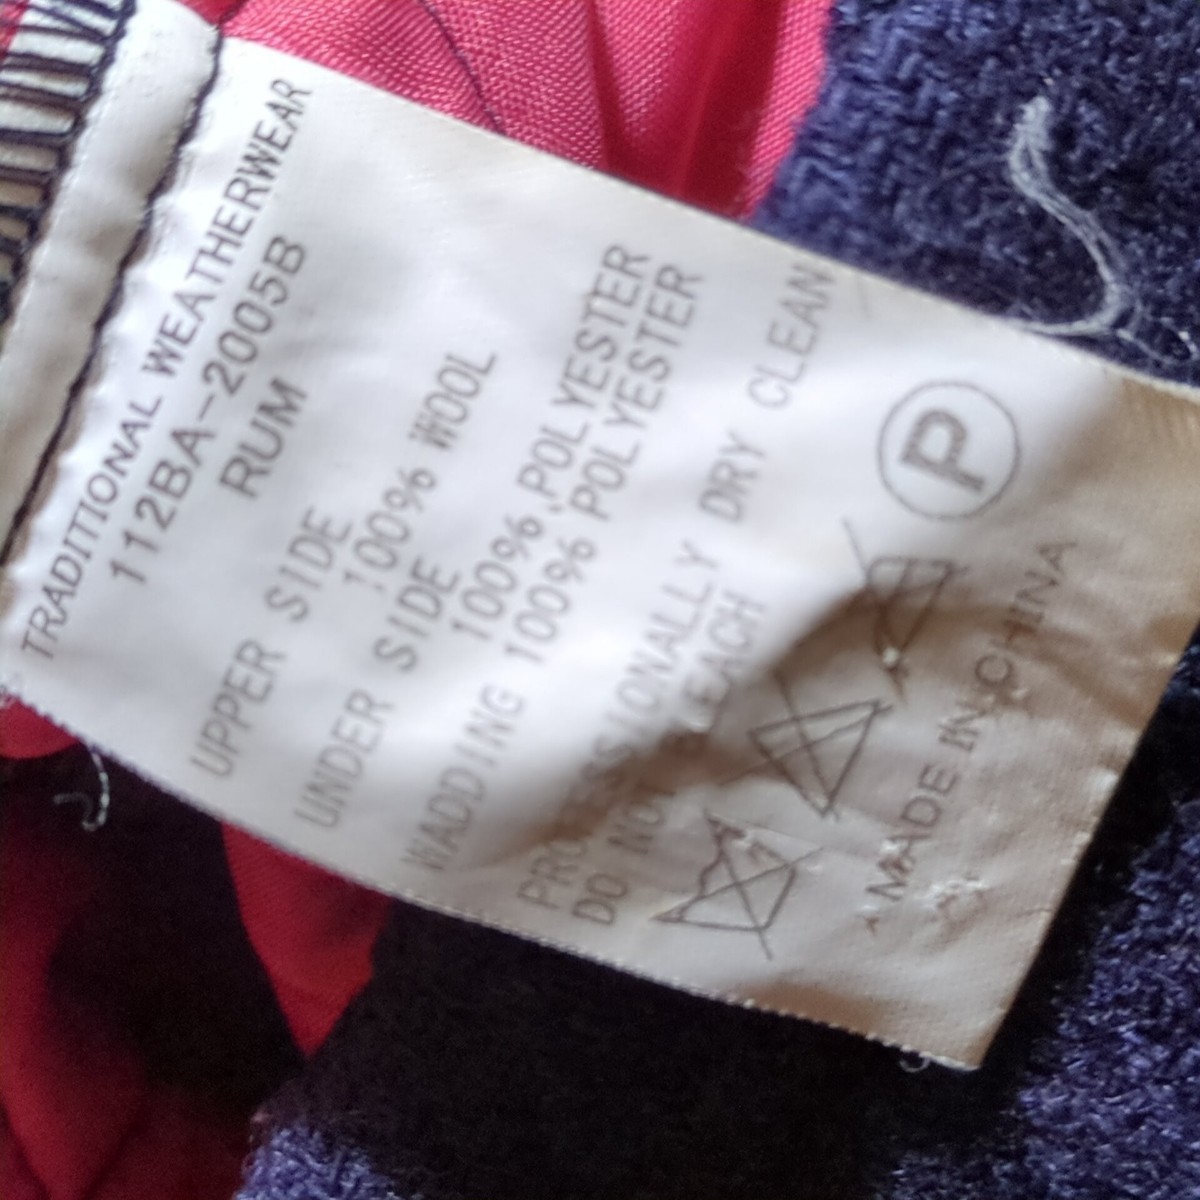 TRADITIONAL WEATHERWEAR
112BA-2005B
RUM
UPPER SIDE
100% WOOL
UNDER SIDE
100% POLYESTER
WADDING 100% POLYESTER
PROFESSIONALLY DRY CLEAN
DO NOT BLEACH
P
MADE IN CHINA